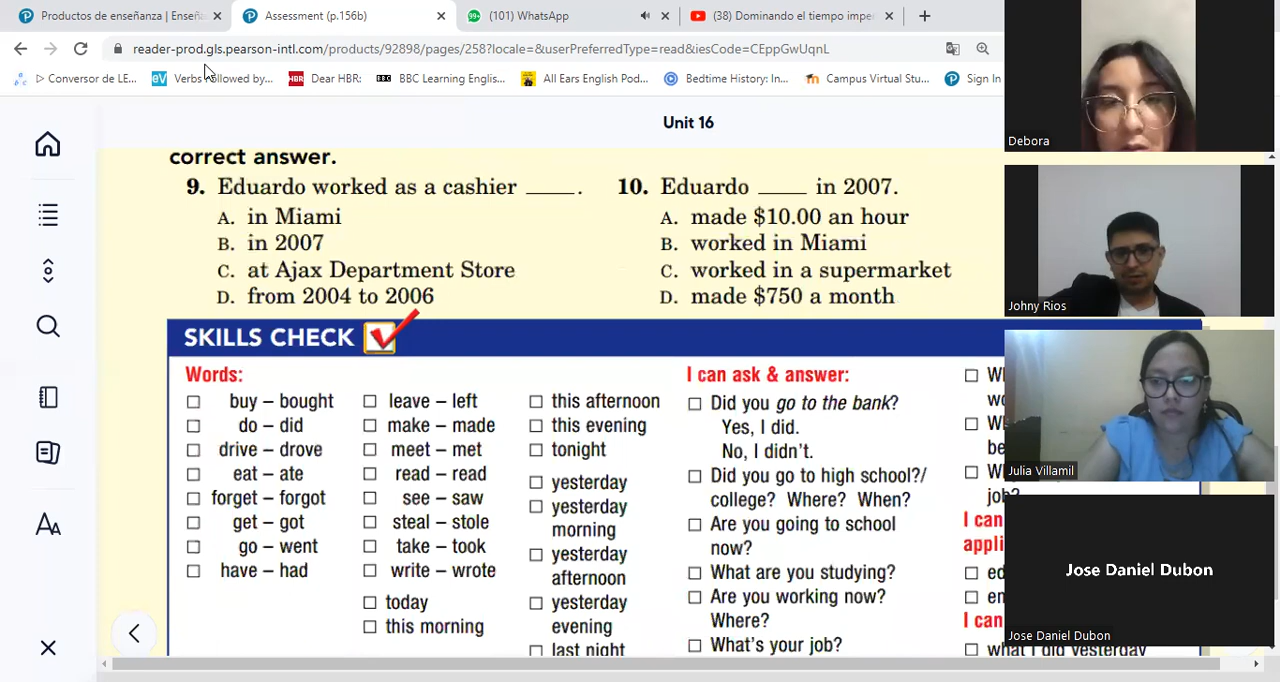 Productos de enseñanza | Enseña
Assessment (p.156b)
99+
(101) WhatsApp
(38) Dominando el tiempo impe
reader-prod.gls.pearson-intl.com/products/92898/pages/258?locale=&userPreferredType=read&iesCode=CEppGwUqnL
▷ Conversor de LE...
eV
Verbs followed by...
HBR
Dear HBR:
BBC
BBC Learning Englis...
All Ears English Pod...
Bedtime History: In...
Campus Virtual Stu...
Sign In
Unit 16
correct answer.
9. Eduardo worked as a cashier ____ .
A. in Miami
B. in 2007
C. at Ajax Department Store
D. from 2004 to 2006
10. Eduardo ____ in 2007.
A. made $10.00 an hour
B. worked in Miami
C. worked in a supermarket
D. made $750 a month
SKILLS CHECK
Words:
buy – bought
do – did
drive – drove
eat – ate
forget – forgot
get – got
go – went
have – had
leave – left
make – made
meet – met
read – read
see – saw
steal – stole
take – took
write – wrote
today
this morning
this afternoon
this evening
tonight
yesterday
yesterday
morning
yesterday
afternoon
yesterday
evening
last night
I can ask & answer:
Did you go to the bank?
Yes, I did.
No, I didn't.
Did you go to high school?/
college? Where? When?
Are you going to school
now?
What are you studying?
Are you working now?
Where?
What's your job?
I can
I can
what I did yesterday
Debora
Johny Rios
Julia Villamil
Jose Daniel Dubon
Jose Daniel Dubon